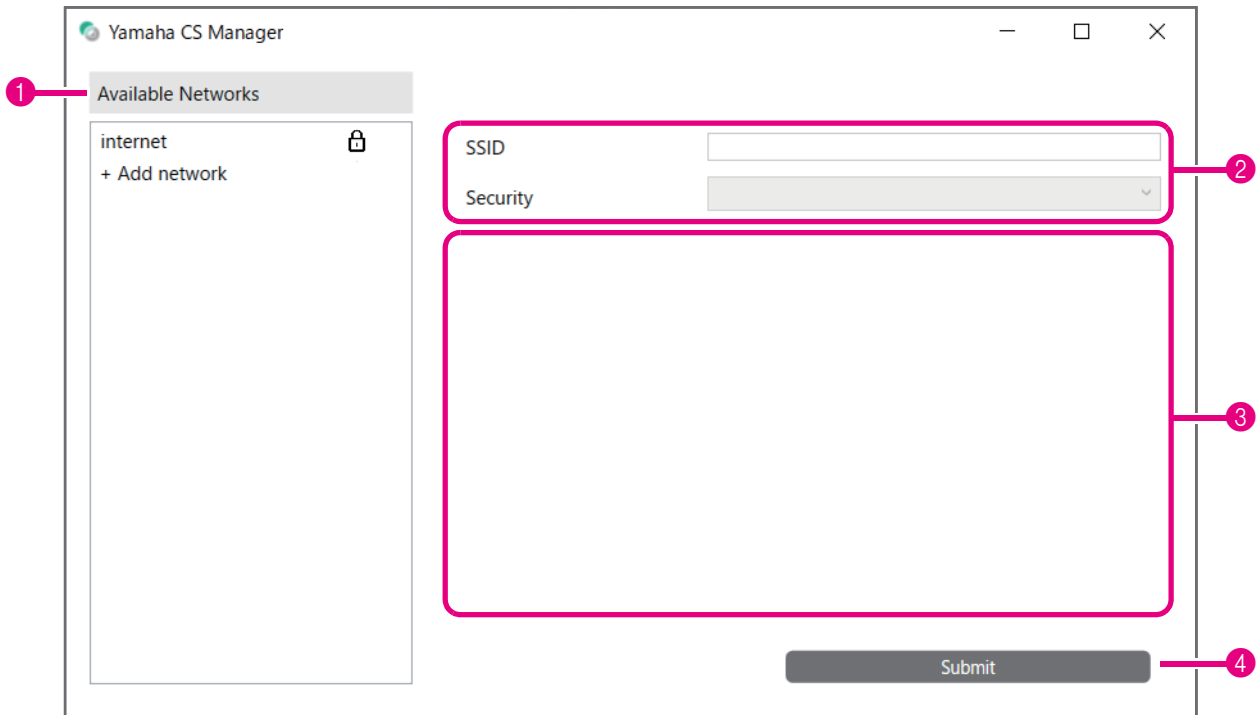 Yamaha CS Manager
1
Available Networks
internet
+ Add network
SSID
Security
2
3
Submit
4